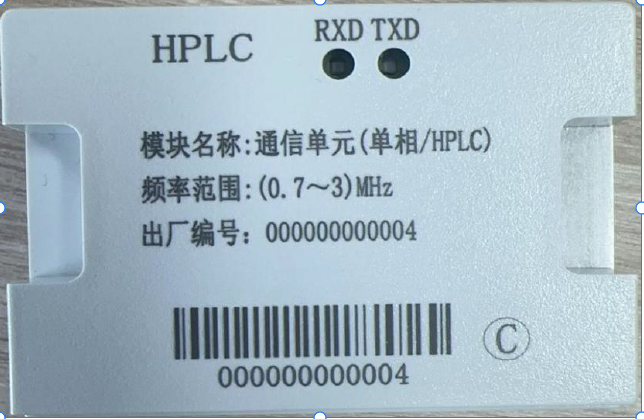 HPLC
RXD TXD
模块名称:通信单元(单相/HPLC)
频率范围:(0.7～3)MHz
出厂编号：000000000004
000000000004
C